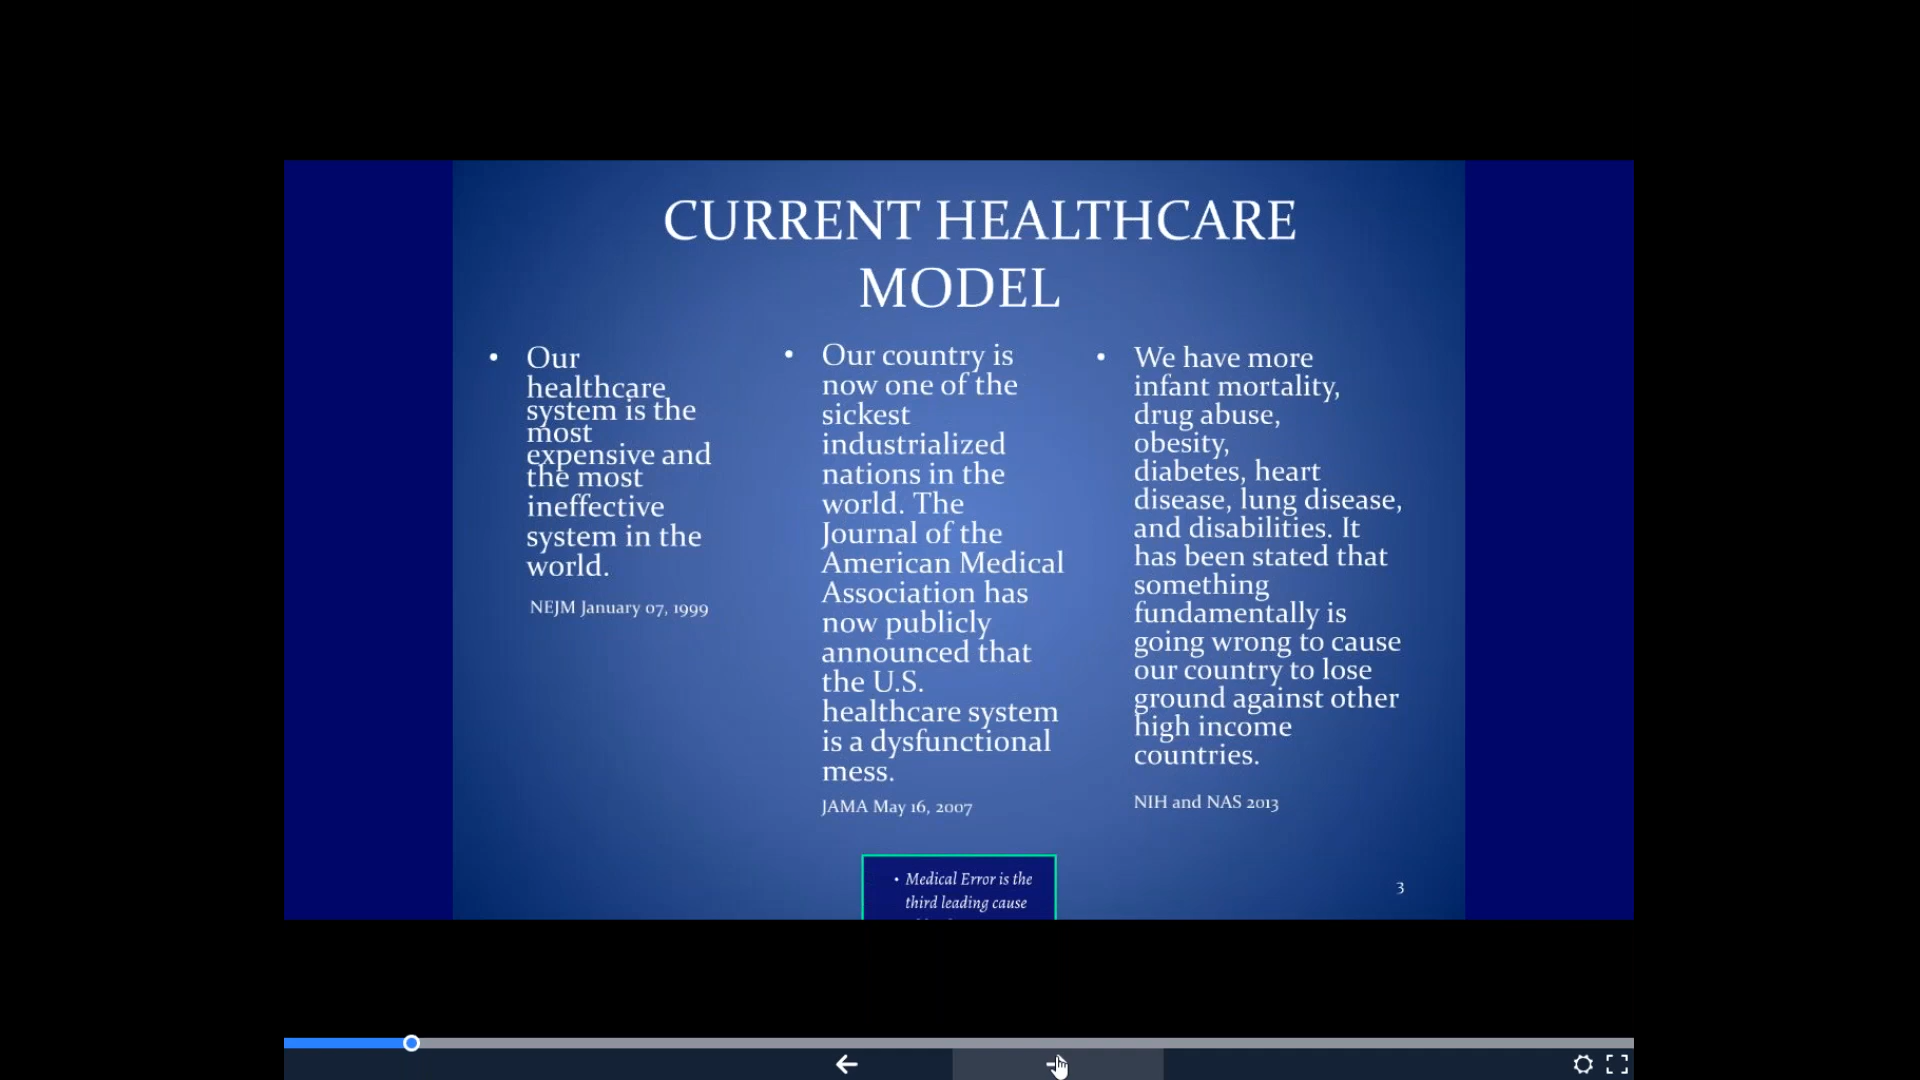 CURRENT HEALTHCARE
MODEL
• Our
healthcare
system is the
most
expensive and
the most
ineffective
system in the
world.
NEJM January 07, 1999
• Our country is
now one of the
sickest
industrialized
nations in the
world. The
Journal of the
American Medical
Association has
now publicly
announced that
the U.S.
healthcare system
is a dysfunctional
mess.
JAMA May 16, 2007
• We have more
infant mortality,
drug abuse,
obesity,
diabetes, heart
disease, lung disease,
and disabilities. It
has been stated that
something
fundamentally is
going wrong to cause
our country to lose
ground against other
high income
countries.
NIH and NAS 2013
• Medical Error is the
third leading cause
3